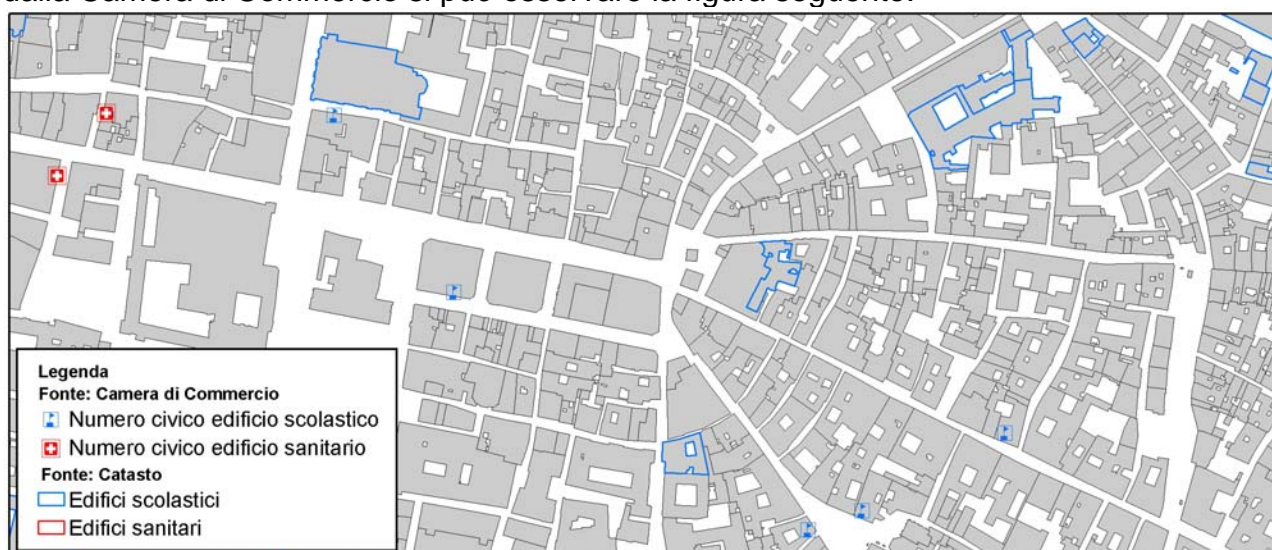 dalla Camera di Commercio si può osservare la figura seguente:
Legenda
Fonte: Camera di Commercio
Numero civico edificio scolastico
Numero civico edificio sanitario
Fonte: Catasto
Edifici scolastici
Edifici sanitari